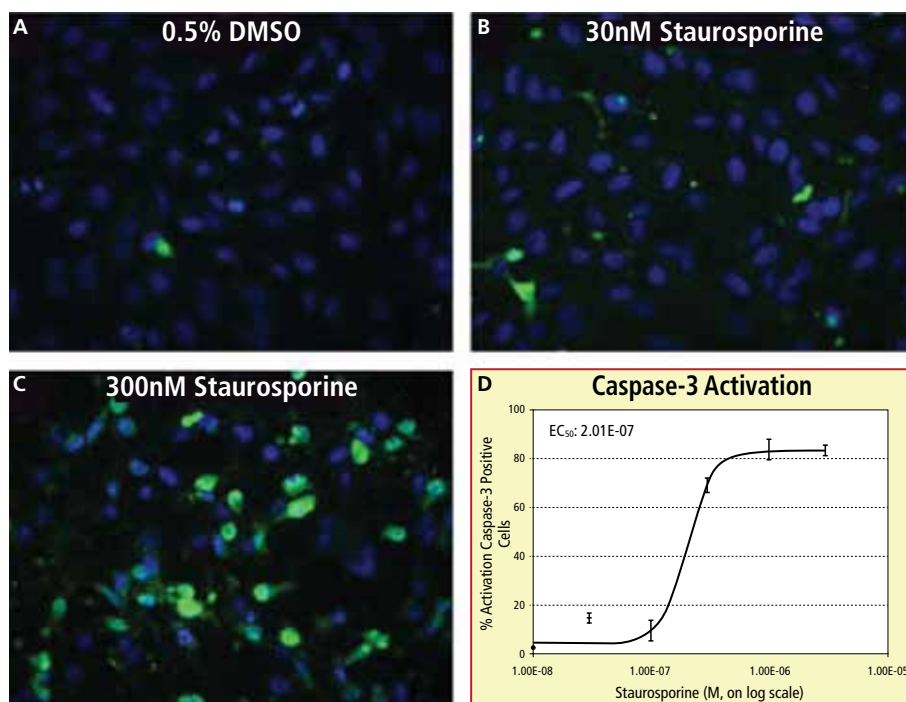 A
0.5% DMSO
B
30nM Staurosporine
C
300nM Staurosporine
D
Caspase-3 Activation
EC₅₀: 2.01E-07
% Activation Caspase-3 Positive
Cells
100
80
60
40
20
0
1.00E-08
1.00E-07
1.00E-06
1.00E-05
Staurosporine (M, on log scale)